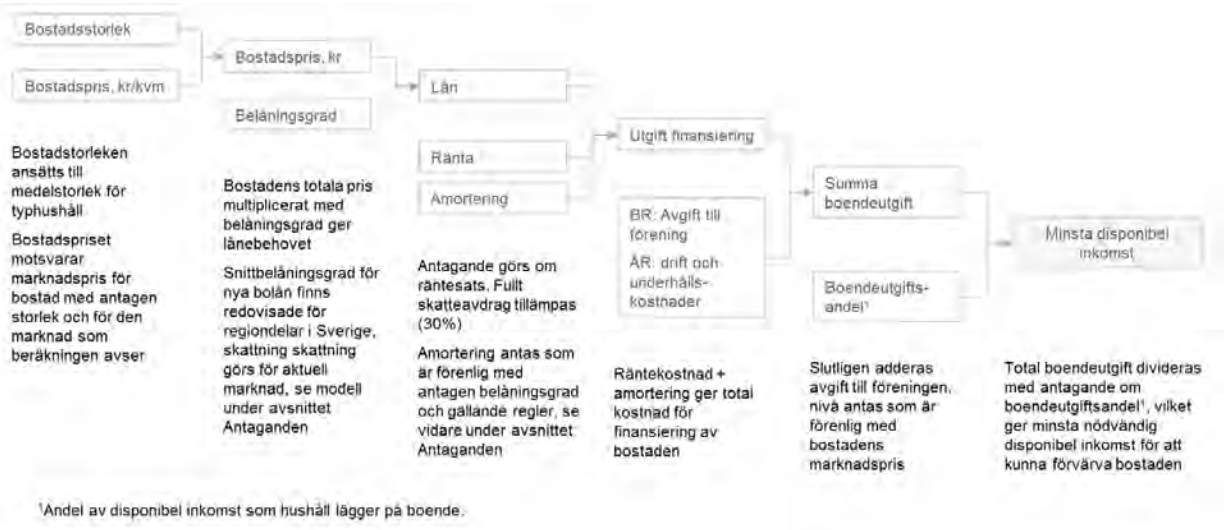 Bostadsstorlek
Bostadspris, kr/kvm
Bostadstorleken
ansätts till
medelstorlek för
typhushåll
Bostadspriset
motsvarar
marknadspris för
bostad med antagen
storlek och för den
marknad som
beräkningen avser
Bostadspris, kr
Belåningsgrad
Bostadens totala pris
multiplicerat med
belåningsgrad ger
lånebehovet
Snittbelåningsgrad för
nya bolån finns
redovisade för
regiondelar i Sverige,
skattning skattning
görs för aktuell
marknad, se modell
under avsnittet
Antaganden
Lån
Ränta
Amortering
Antagande görs om
räntesats. Fullt
skatteavdrag tillämpas
(30%)
Amortering antas som
är förenlig med
antagen belåningsgrad
och gällande regler, se
vidare under avsnittet
Antaganden
Utgift finansiering
BR: Avgift till
förening
ÄR: drift och
underhålls-
kostnader
Räntekostnad +
amortering ger total
kostnad för
finansiering av
bostaden
Summa
boendeutgift
Boendeutgifts-
andel¹
Slutligen adderas
avgift till föreningen,
nivå antas som är
förenlig med
bostadens
marknadspris
Minsta disponibel
inkomst
Total boendeutgift divideras
med antagande om
boendeutgiftsandel¹, vilket
ger minsta nödvändig
disponibel inkomst för att
kunna förvärva bostaden
¹Andel av disponibel inkomst som hushåll lägger på boende.